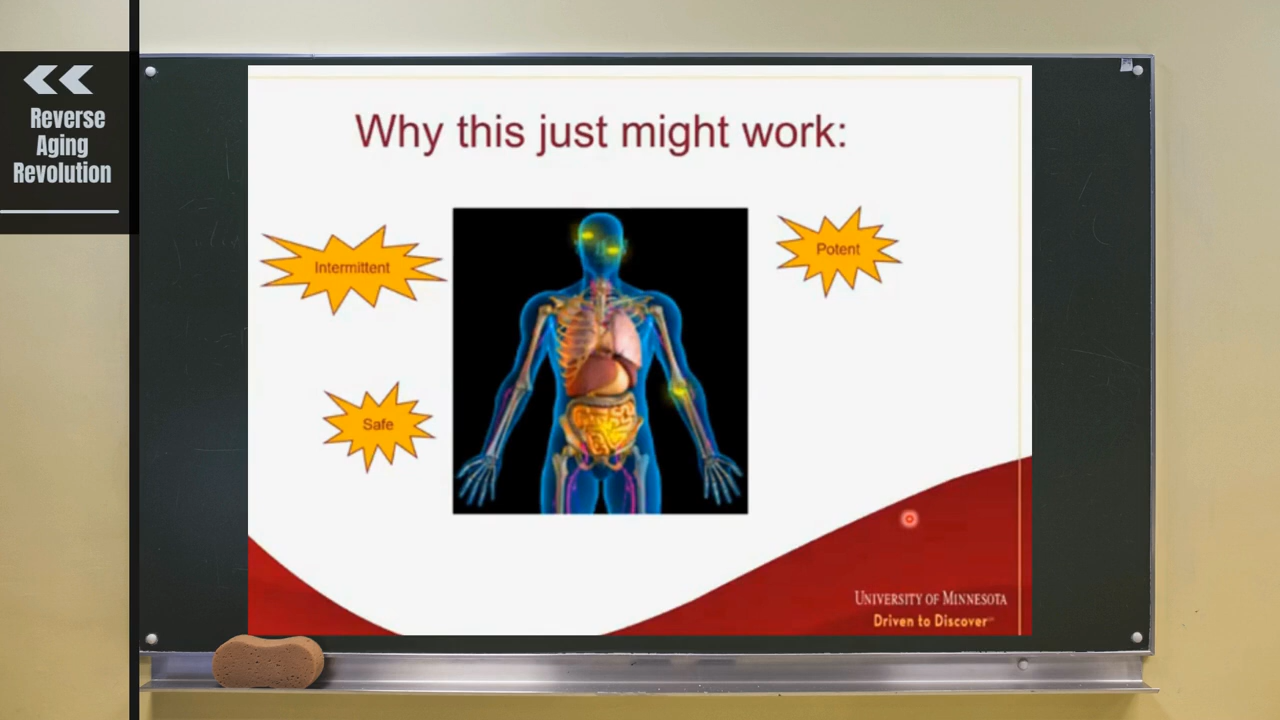 Reverse
Aging
Revolution
Why this just might work:
Intermittent
Potent
Safe
UNIVERSITY OF MINNESOTA
Driven to Discover